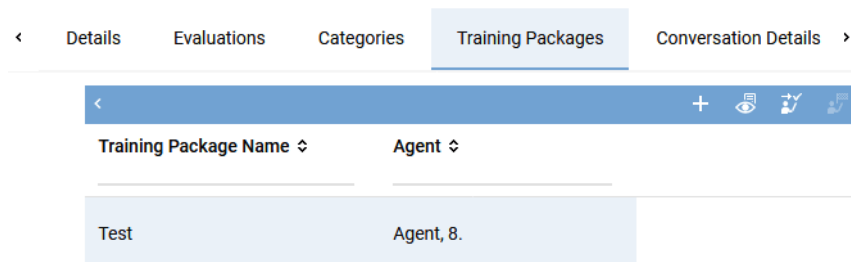 Details Evaluations Categories Training Packages Conversation Details
Training Package Name Agent
Test Agent, 8.